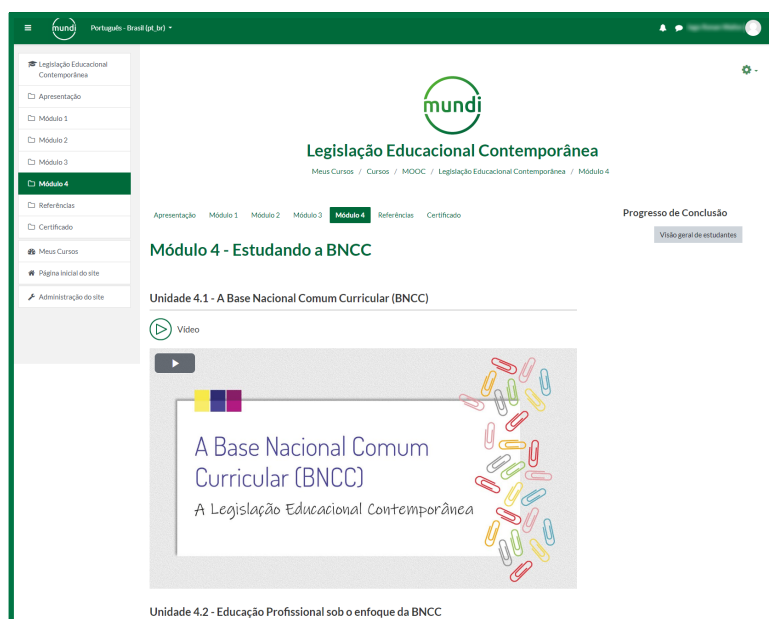 mundi
Português - Brasil (pt_br)
Legislação Educacional
Contemporânea
Apresentação
Módulo 1
Módulo 2
Módulo 3
Módulo 4
Referências
Certificado
Meus Cursos
Página inicial do site
Administração do site
mundi
Legislação Educacional Contemporânea
Meus Cursos / Cursos / MOOC / Legislação Educacional Contemporânea / Módulo 4
Apresentação Módulo 1 Módulo 2 Módulo 3 Módulo 4 Referências Certificado
Progresso de Conclusão
Visão geral de estudantes
Módulo 4 - Estudando a BNCC
Unidade 4.1 - A Base Nacional Comum Curricular (BNCC)
Vídeo
A Base Nacional Comum
Curricular (BNCC)
A Legislação Educacional Contemporânea
Unidade 4.2 - Educação Profissional sob o enfoque da BNCC